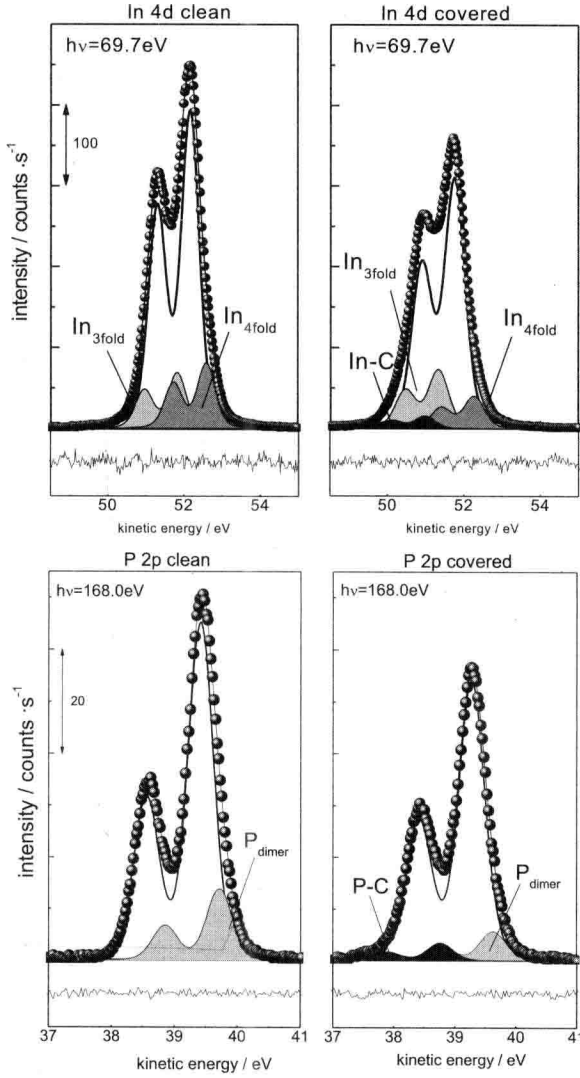 In 4d clean
hν=69.7eV
100
In3fold
In4fold
intensity / counts ·s⁻¹
50 52 54
kinetic energy / eV
In 4d covered
hν=69.7eV
In3fold
In-C
In4fold
50 52 54
kinetic energy / eV
P 2p clean
hν=168.0eV
20
Pdimer
intensity / counts ·s⁻¹
37 38 39 40 41
kinetic energy / eV
P 2p covered
hν=168.0eV
P-C
Pdimer
37 38 39 40 41
kinetic energy / eV